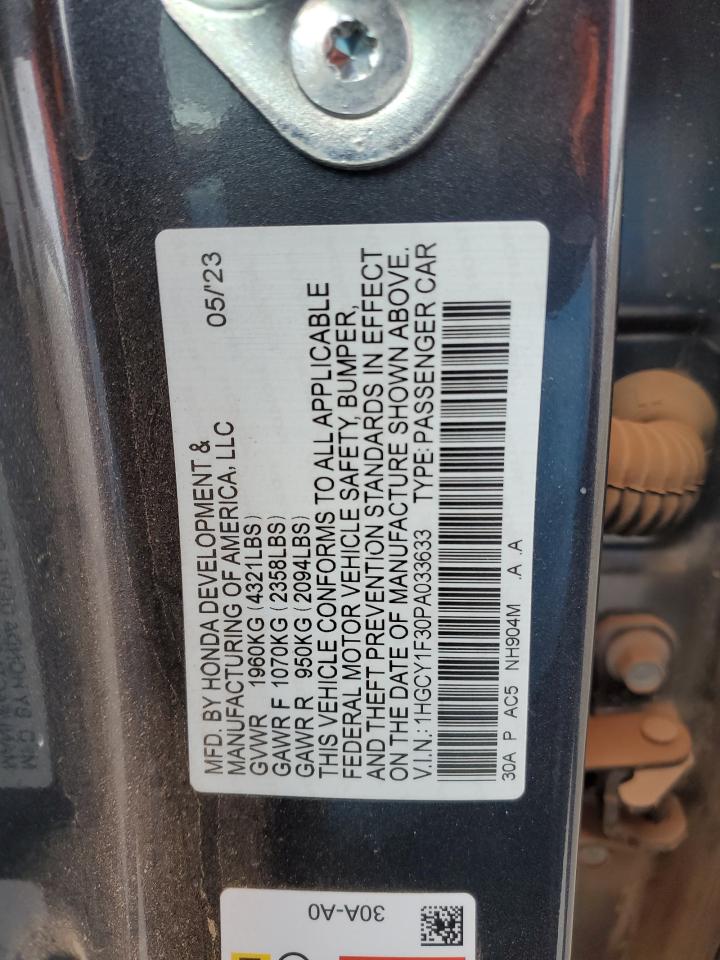 MFD. BY HONDA DEVELOPMENT & 05/'23
MANUFACTURING OF AMERICA, LLC
GVWR 1960KG (4321LBS)
GAWR F 1070KG (2358LBS)
GAWR R 950KG (2094LBS)
THIS VEHICLE CONFORMS TO ALL APPLICABLE
FEDERAL MOTOR VEHICLE SAFETY, BUMPER,
AND THEFT PREVENTION STANDARDS IN EFFECT
ON THE DATE OF MANUFACTURE SHOWN ABOVE.
V.I.N.: 1HGCY1F30PA033633 TYPE: PASSENGER CAR
30A P AC5 NH904M .A .A
30A-A0